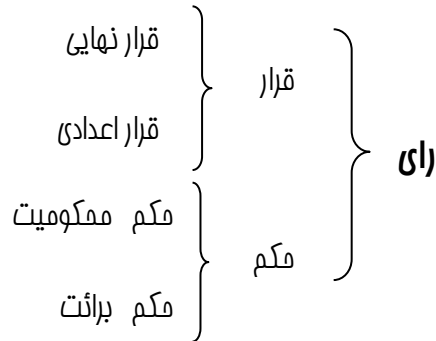 رای
قرار
قرار نهایی
قرار اعدادی
حکم
حکم محکومیت
حکم برائت